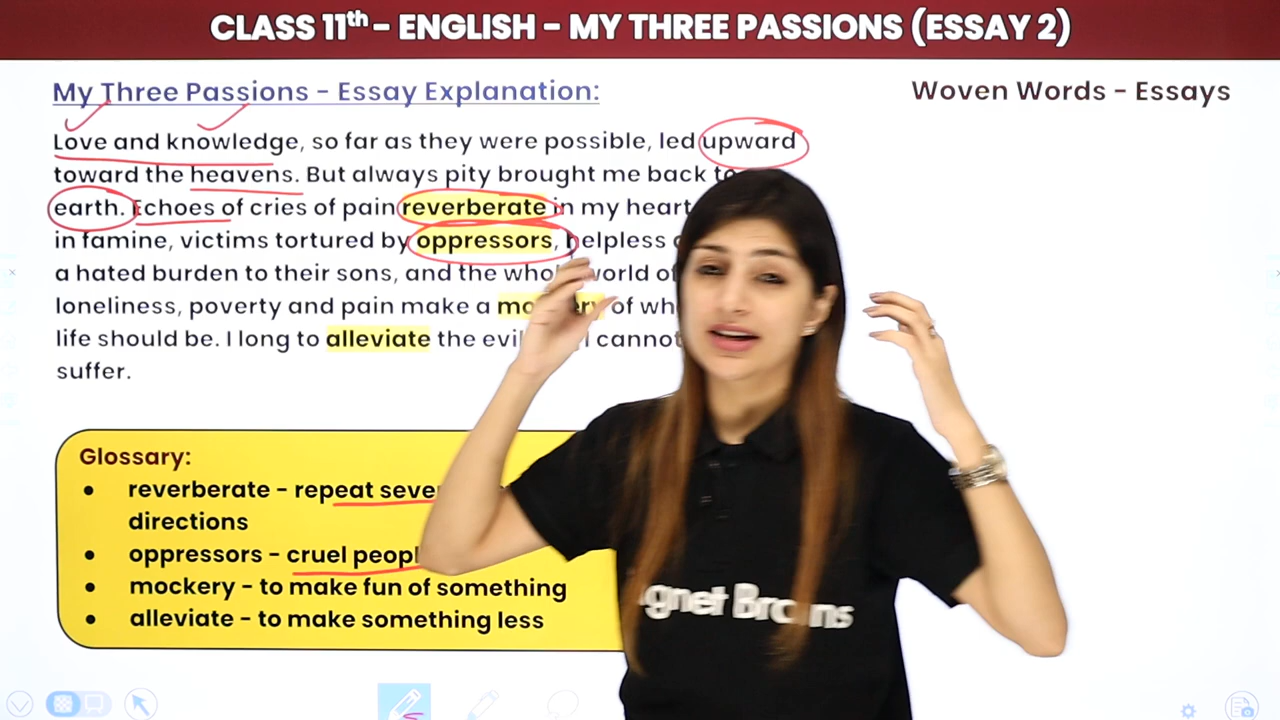 CLASS 11th - ENGLISH - MY THREE PASSIONS (ESSAY 2)
My Three Passions - Essay Explanation:
Woven Words - Essays
Love and knowledge, so far as they were possible, led upward
toward the heavens. But always pity brought me back to
earth. Echoes of cries of pain reverberate in my heart
in famine, victims tortured by oppressors, helpless
a hated burden to their sons, and the whole world of
loneliness, poverty and pain make a mockery of
life should be. I long to alleviate the evil I cannot
suffer.
Glossary:
reverberate - repeat
directions
oppressors - cruel
mockery - to make fun of something
alleviate - to make something less